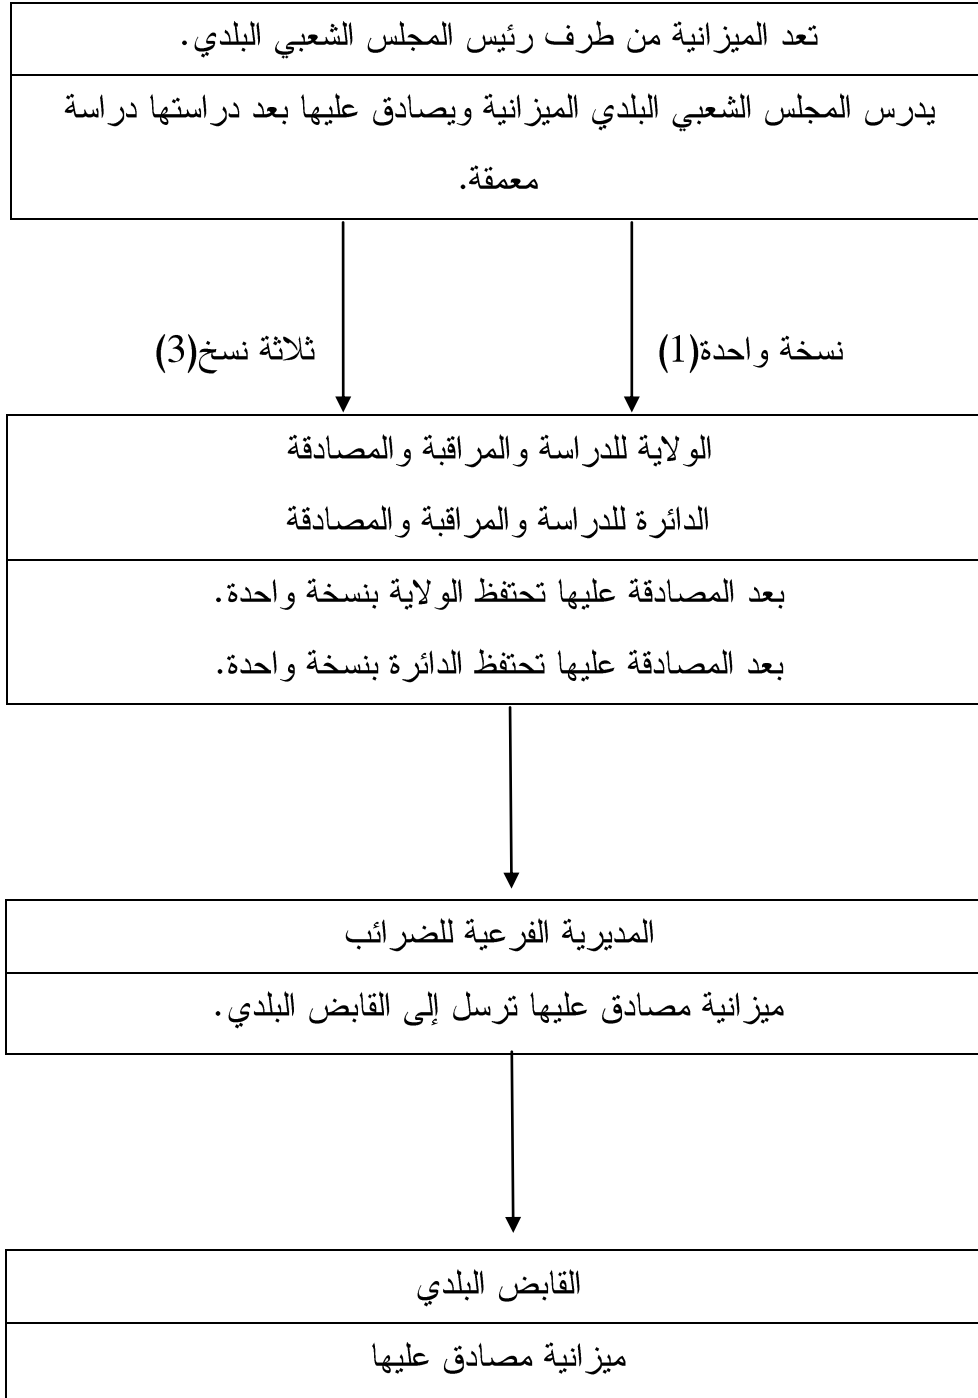 تعد الميزانية من طرف رئيس المجلس الشعبي البلدي.
يدرس المجلس الشعبي البلدي الميزانية ويصادق عليها بعد دراستها دراسة
معمقة.
نسخة واحدة(1)
ثلاثة نسخ(3)
الولاية للدراسة والمراقبة والمصادقة
الدائرة للدراسة والمراقبة والمصادقة
بعد المصادقة عليها تحتفظ الولاية بنسخة واحدة.
بعد المصادقة عليها تحتفظ الدائرة بنسخة واحدة.
المديرية الفرعية للضرائب
ميزانية مصادق عليها ترسل إلى القابض البلدي.
القابض البلدي
ميزانية مصادق عليها